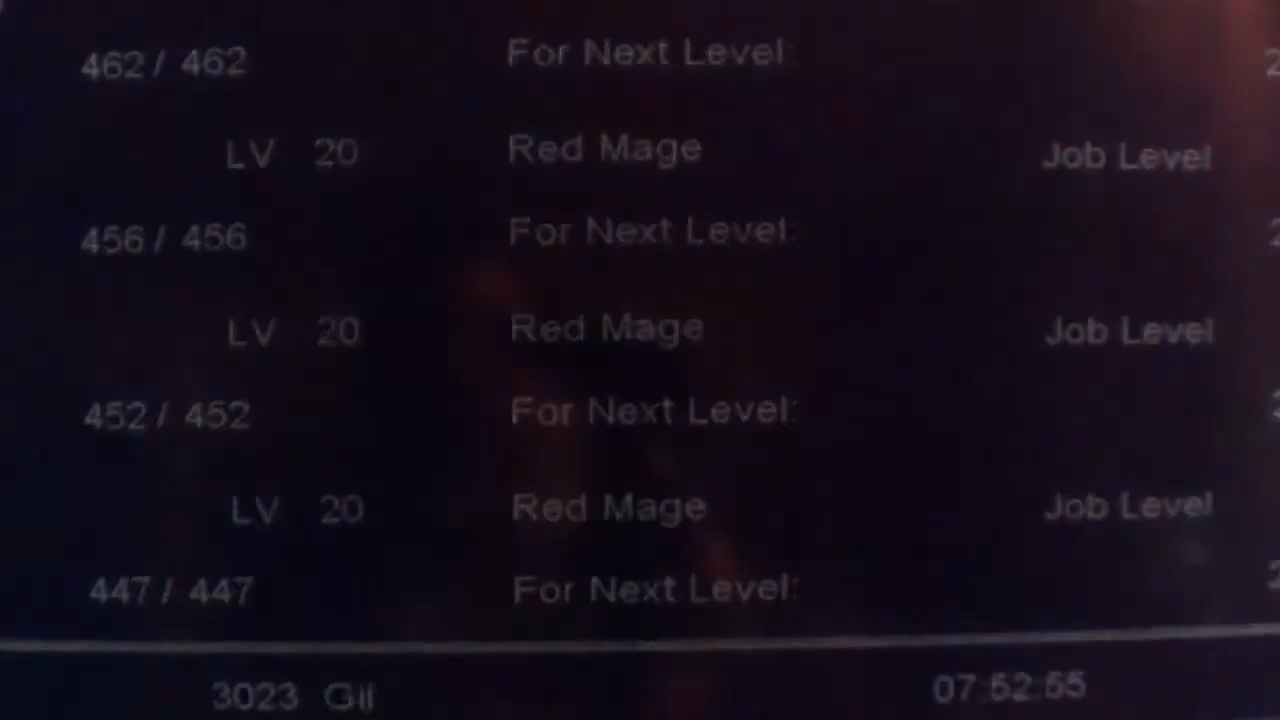 462 / 462 For Next Level:
LV 20 Red Mage Job Level
456 / 456 For Next Level:
LV 20 Red Mage Job Level
452 / 452 For Next Level:
LV 20 Red Mage Job Level
447 / 447 For Next Level:
3023 Gil 07:52:55